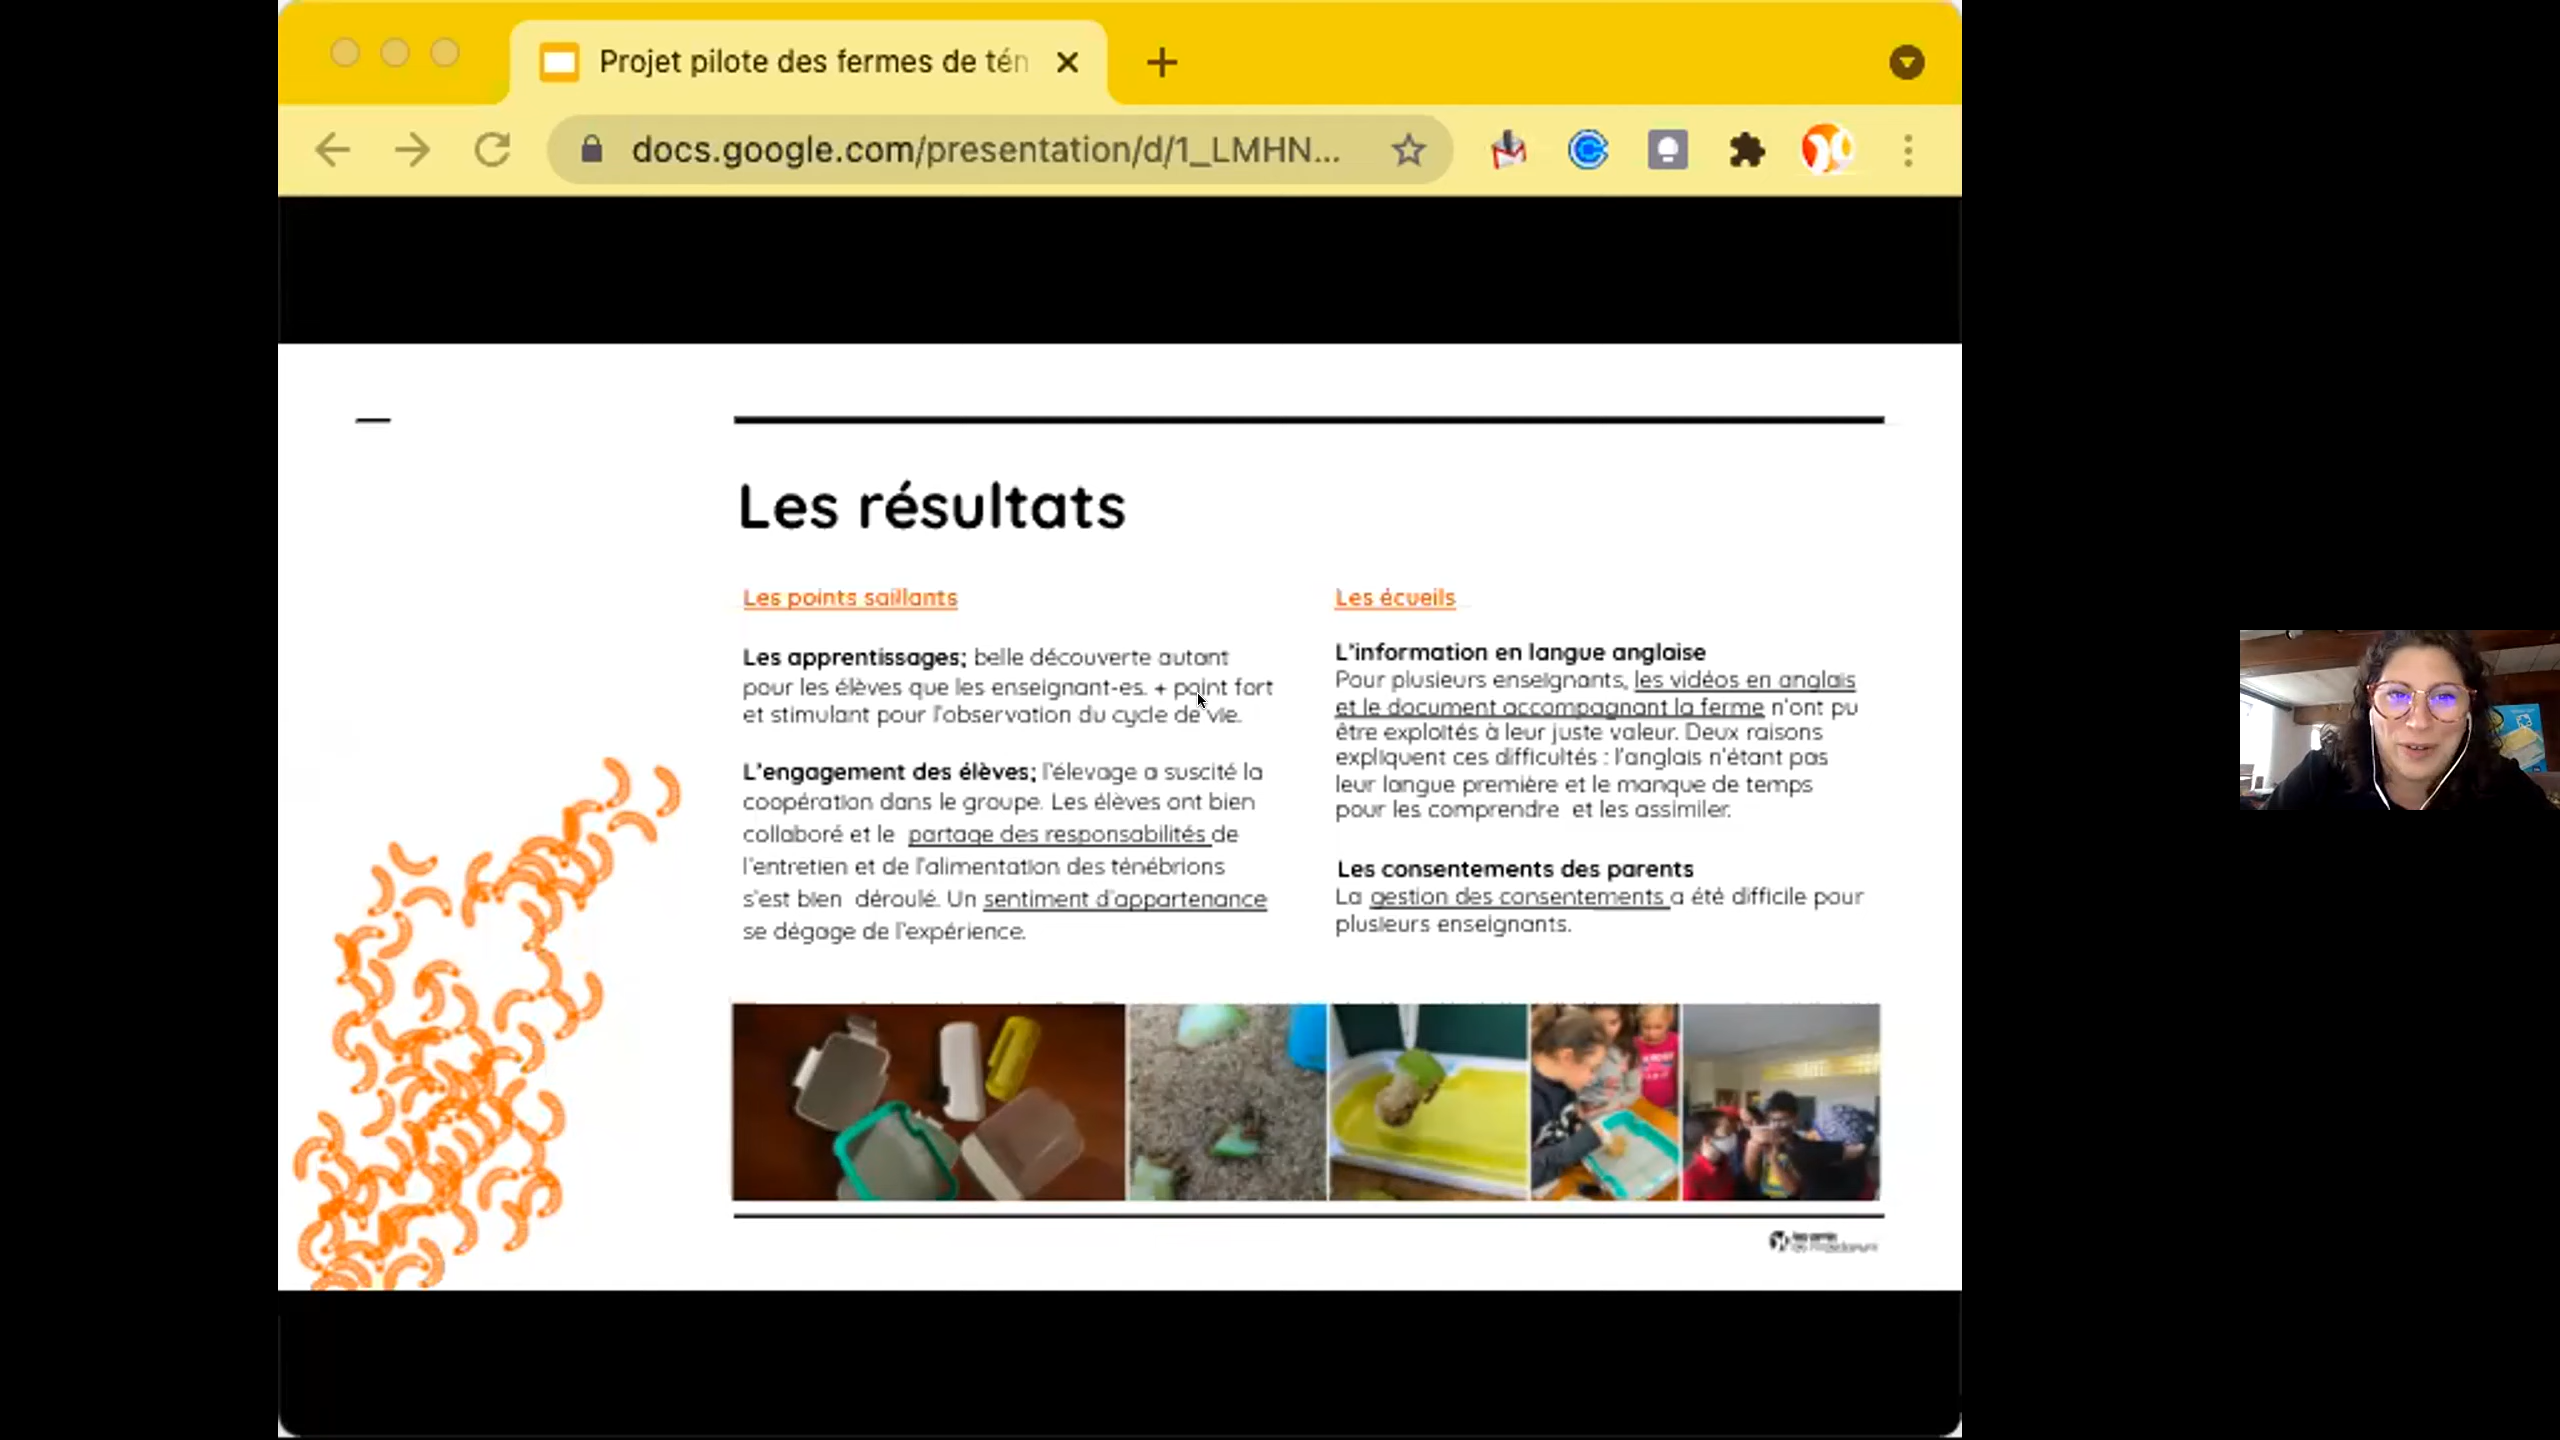 Projet pilote des fermes de tén
docs.google.com/presentation/d/1_LMHN...
Les résultats
Les points saillants
Les apprentissages; belle découverte autant
pour les élèves que les enseignant-es. + point fort
et stimulant pour l'observation du cycle de vie.
L'engagement des élèves; l'élevage a suscité la
coopération dans le groupe. Les élèves ont bien
collaboré et le partage des responsabilités de
l'entretien et de l'alimentation des ténébrions
s'est bien déroulé. Un sentiment d'appartenance
se dégage de l'expérience.
Les écueils
L'information en langue anglaise
Pour plusieurs enseignants, les vidéos en anglais
et le document accompagnant la ferme n'ont pu
être exploités à leur juste valeur. Deux raisons
expliquent ces difficultés : l'anglais n'étant pas
leur langue première et le manque de temps
pour les comprendre et les assimiler.
Les consentements des parents
La gestion des consentements a été difficile pour
plusieurs enseignants.